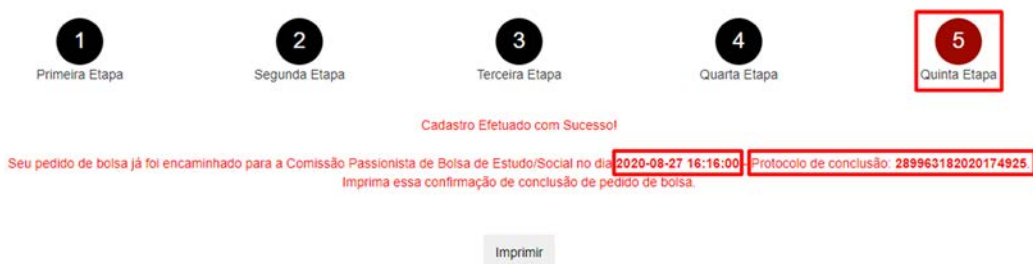 1 2 3 4 5
Primeira Etapa Segunda Etapa Terceira Etapa Quarta Etapa Quinta Etapa
Cadastro Efetuado com Sucesso!
Seu pedido de bolsa já foi encaminhado para a Comissão Passionista de Bolsa de Estudo/Social no dia 2020-08-27 16:16:00 - Protocolo de conclusão: 289963182020174925.
Imprima essa confirmação de conclusão de pedido de bolsa.
Imprimir